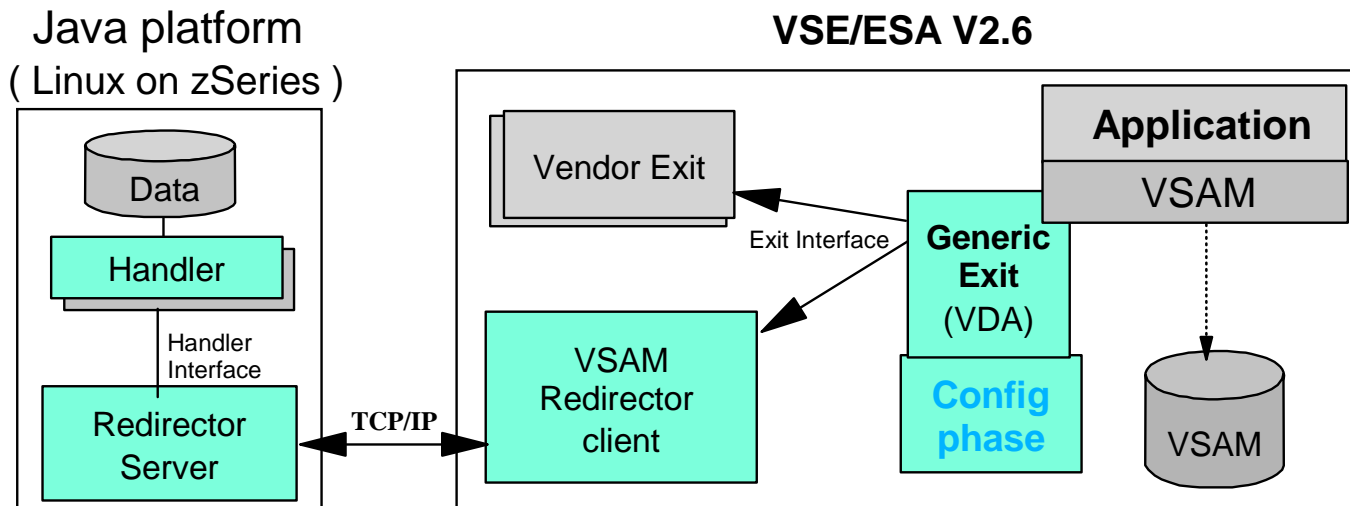 Java platform
( Linux on zSeries )
Data
Handler
Handler
Interface
Redirector
Server
TCP/IP
VSE/ESA V2.6
Vendor Exit
Exit Interface
VSAM
Redirector
client
Generic
Exit
(VDA)
Config
phase
Application
VSAM
VSAM